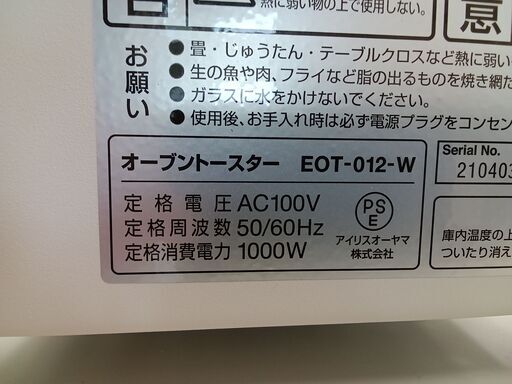 熱に弱い物の上で使用しない。
意
お願い
●畳・じゅうたん・テーブルクロスなど熱に弱い
●生の魚や肉、フライなど脂の出るものを焼き網
●ガラスに水をかけないでください。
●使用後、お手入れ時は必ず電源プラグをコンセン
オーブントースター EOT-012-W
定格電圧 AC100V
定格周波数 50/60Hz
定格消費電力 1000W
PSE
アイリスオーヤマ
株式会社
Serial No.
210403
庫内温度の上
ついたり消え